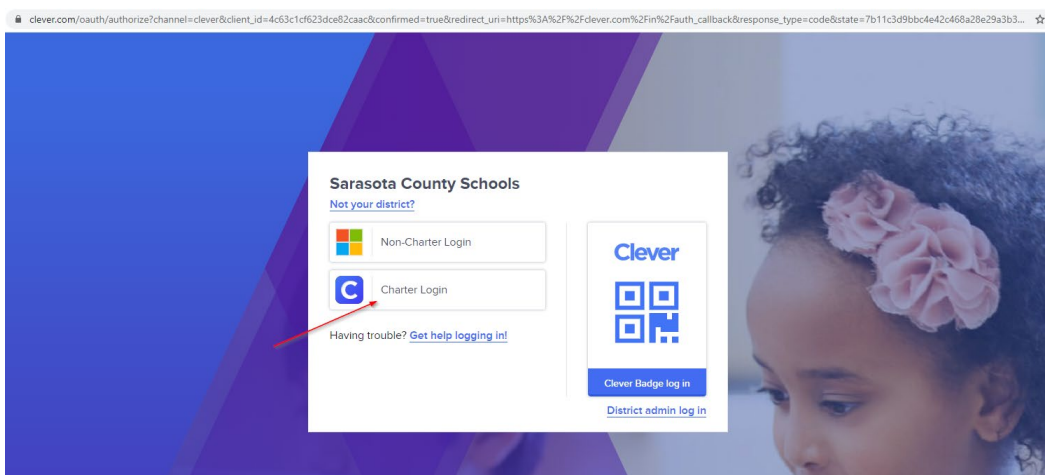 clever.com/oauth/authorize?channel=clever&client_id=4c63c1cf623dce82caac&confirmed=true&redirect_uri=https%3A%2F%2Fclever.com%2Fin%2Fauth_callback&response_type=code&state=7b11c3d9bbc4e42c468a28e29a3b3...
Sarasota County Schools
Not your district?
Non-Charter Login
C
Charter Login
Having trouble? Get help logging in!
Clever
Clever Badge log in
District admin log in